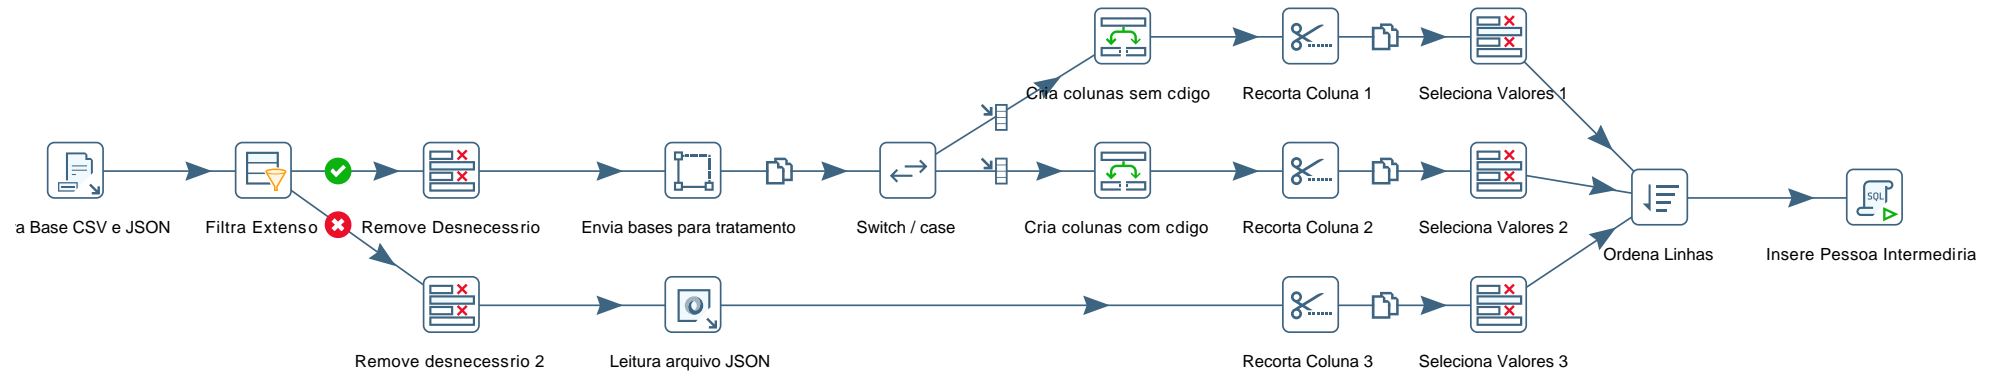 Cria colunas sem cdigo
Recorta Coluna 1
Seleciona Valores 1
a Base CSV e JSON
Filtra Extenso
Remove Desnecessrio
Envia bases para tratamento
Switch / case
Cria colunas com cdigo
Recorta Coluna 2
Seleciona Valores 2
Ordena Linhas
SQL
Insere Pessoa Intermediria
Remove desnecessrio 2
Leitura arquivo JSON
Recorta Coluna 3
Seleciona Valores 3